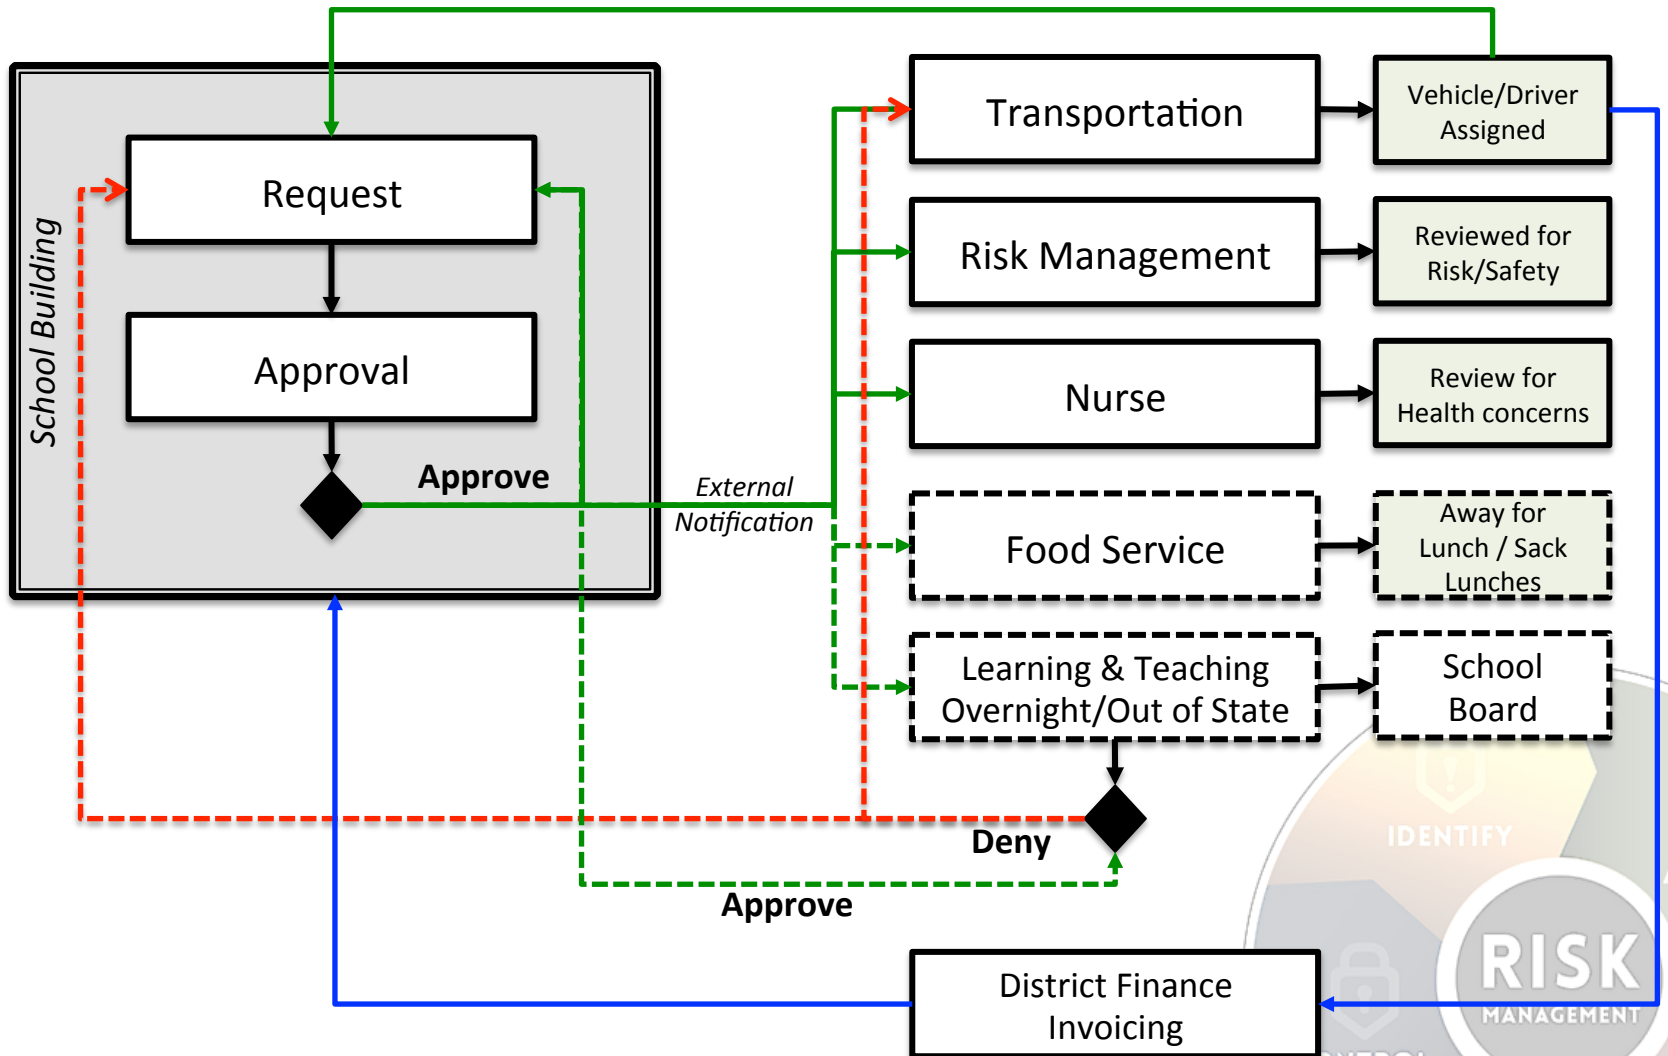 School Building
Request
Approval
Approve
External
Notification
Transportation
Vehicle/Driver
Assigned
Risk Management
Reviewed for
Risk/Safety
Nurse
Review for
Health concerns
Food Service
Away for
Lunch / Sack
Lunches
Learning & Teaching
Overnight/Out of State
School
Board
Deny
Approve
IDENTIFY
District Finance
Invoicing
RISK
MANAGEMENT